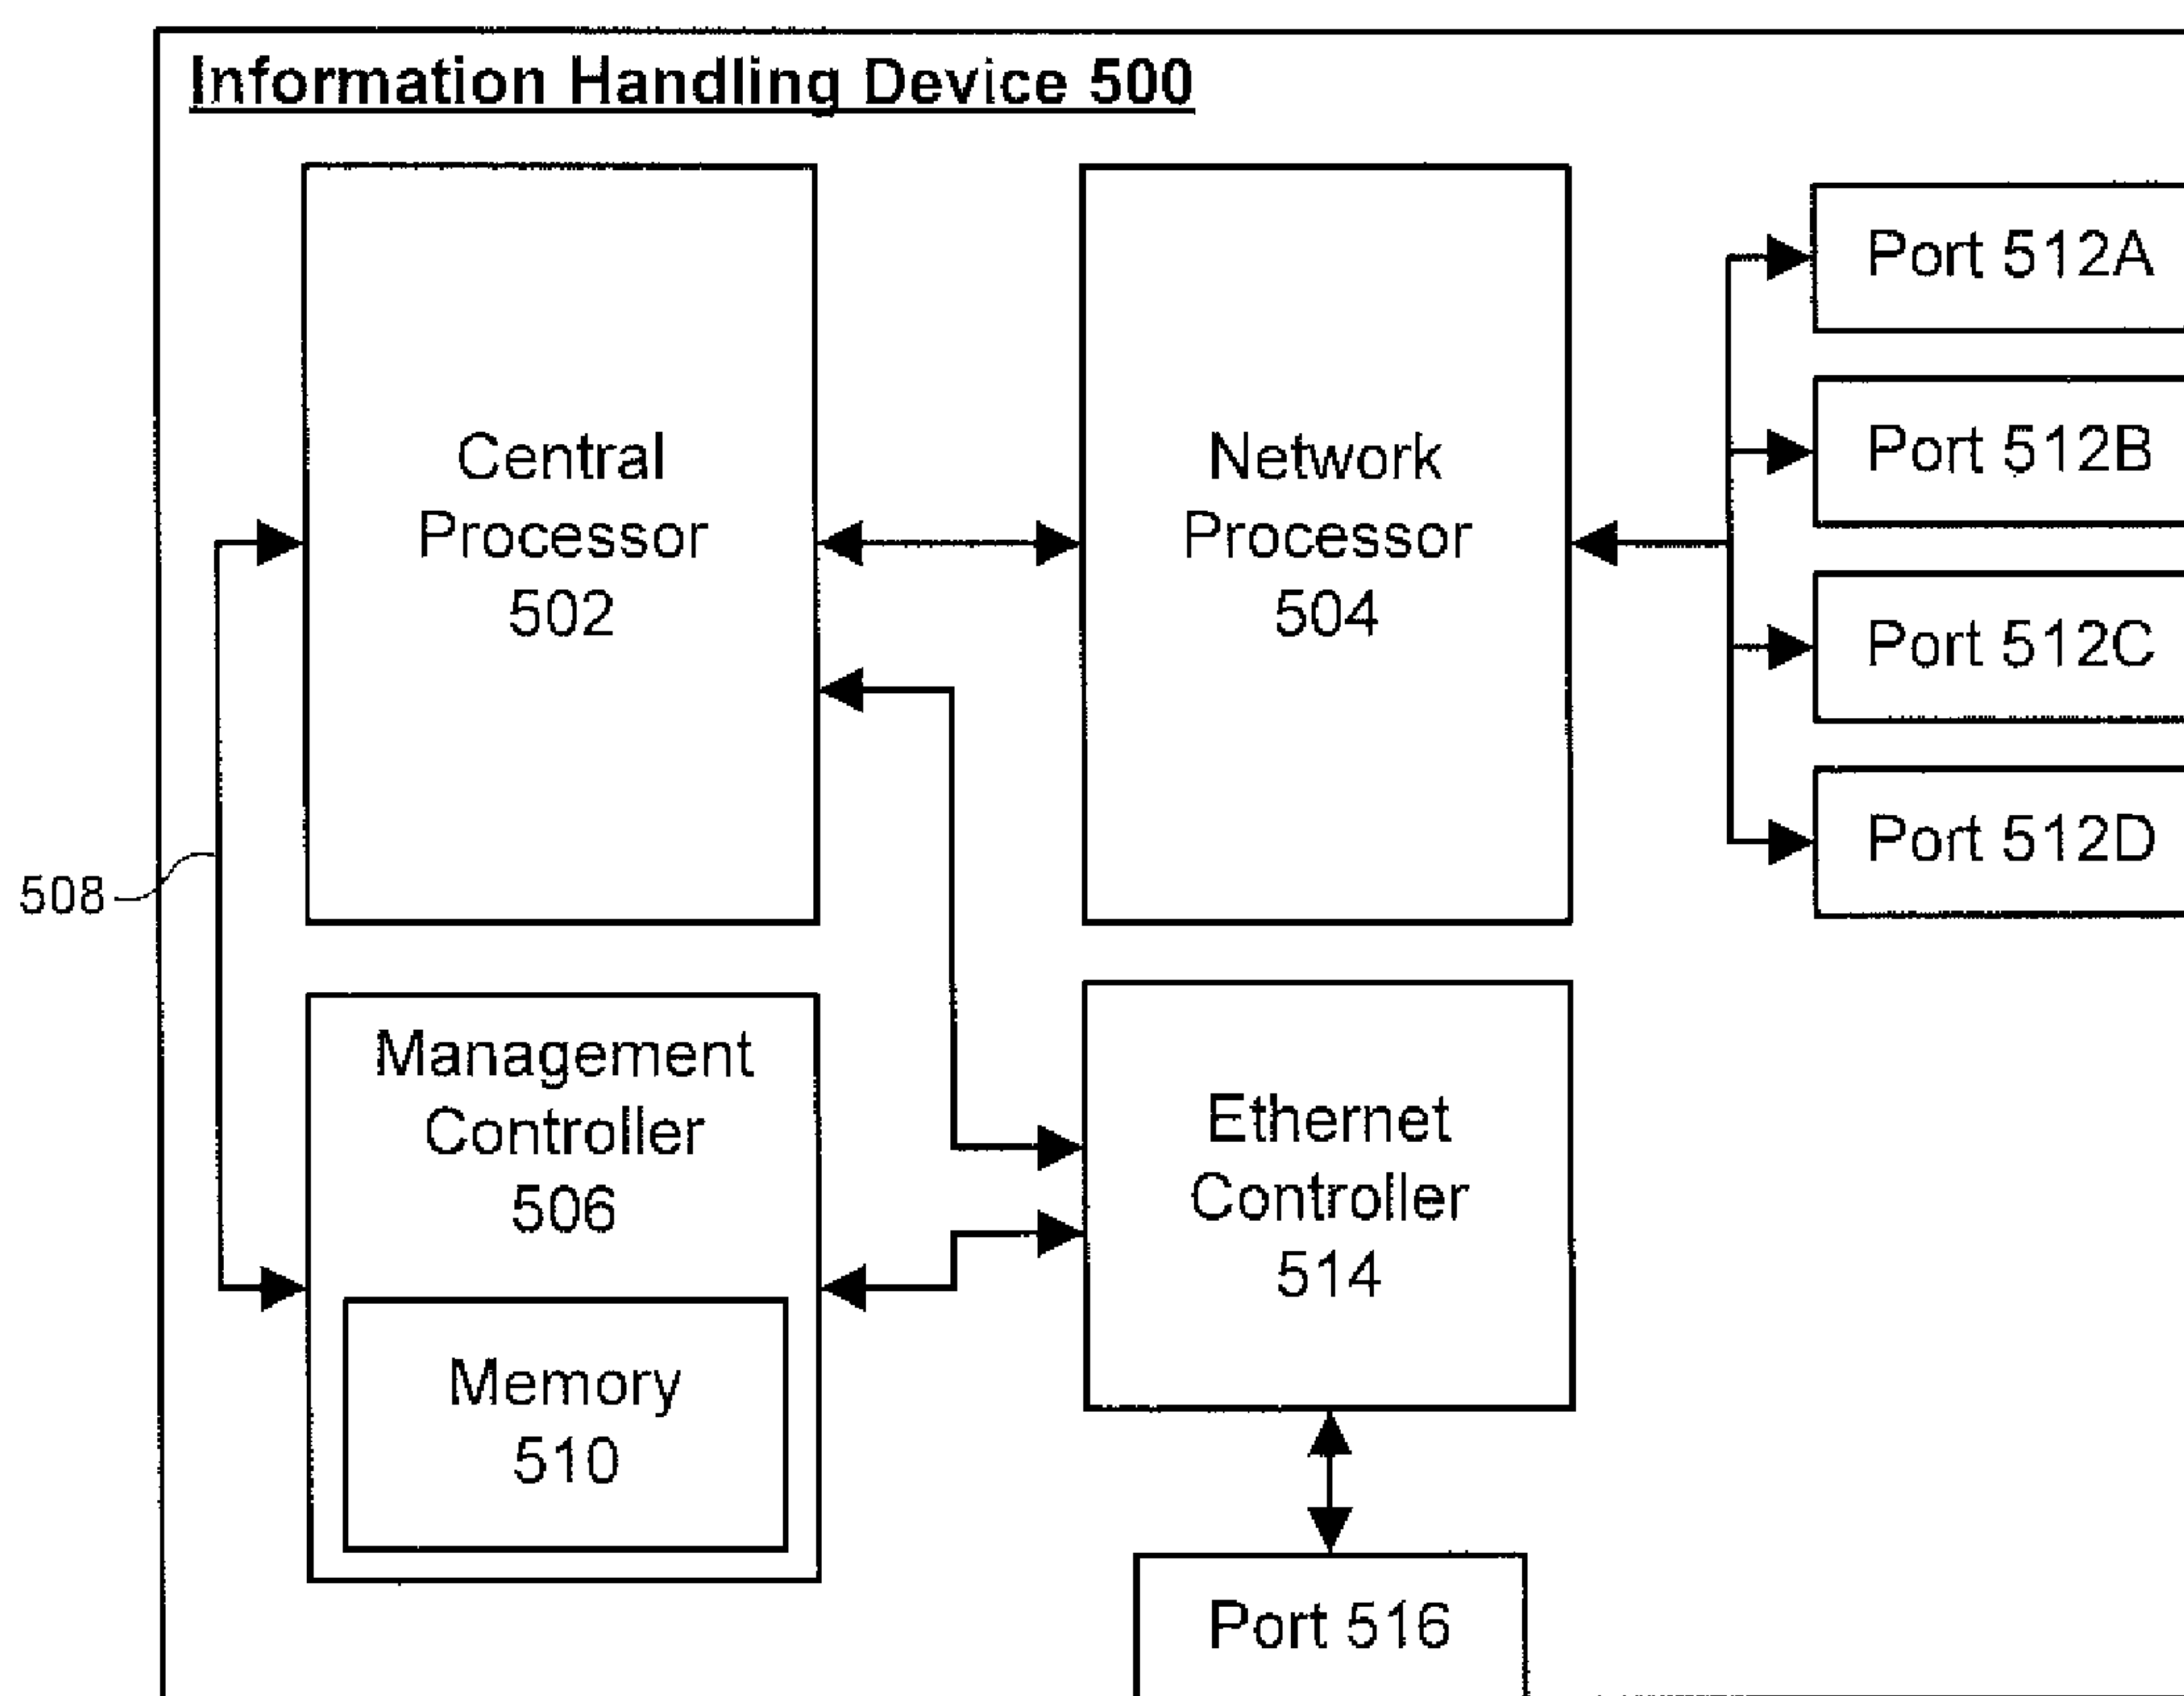 Information Handling Device 500
Central
Processor
502
Network
Processor
504
Port 512A
Port 512B
Port 512C
Port 512D
508
Management
Controller
506
Memory
510
Ethernet
Controller
514
Port 516